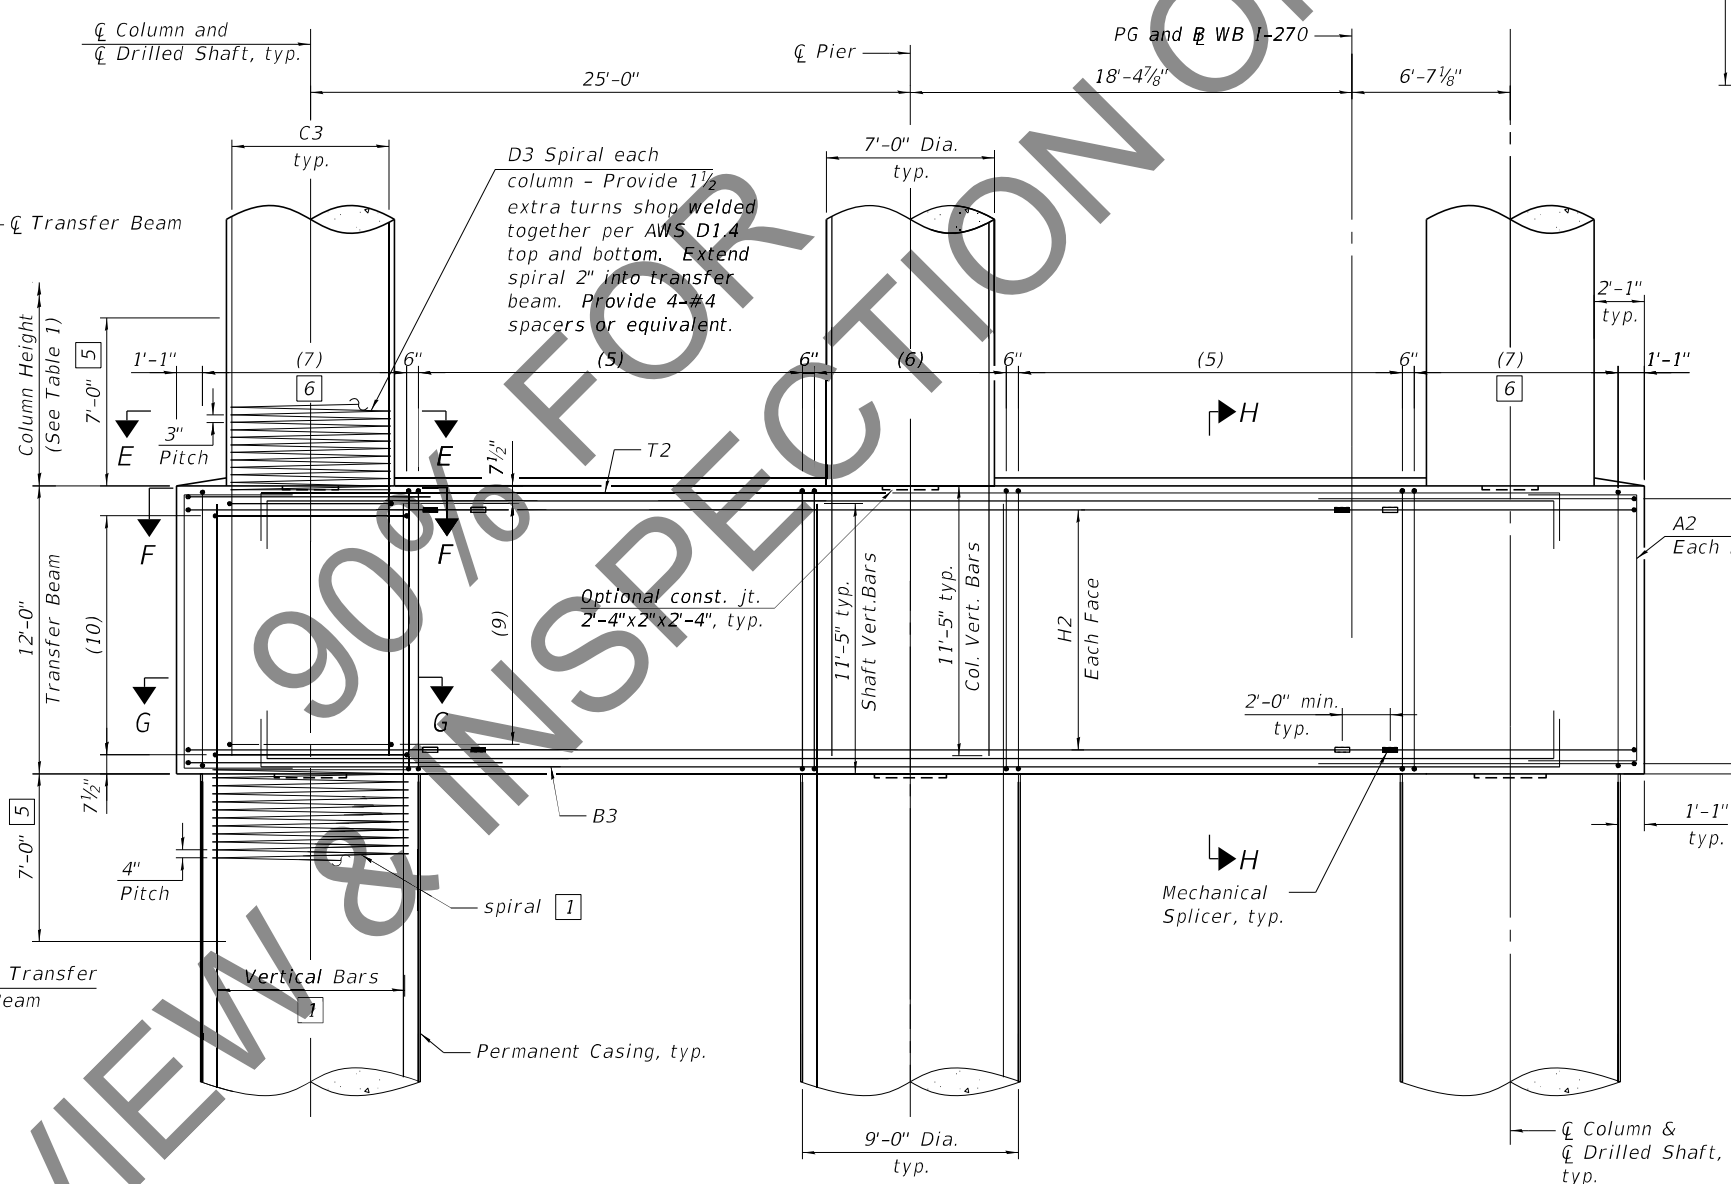 ℄ Column and
℄ Drilled Shaft, typ.
℄ Pier
PG and ℞ WB I-270
25'-0"
18'-4⅞"
6'-7⅛"
C3
typ.
7'-0" Dia.
typ.
D3 Spiral each
column - Provide 1½
extra turns shop welded
together per AWS D1.4
top and bottom. Extend
spiral 2" into transfer
beam. Provide 4-#4
spacers or equivalent.
℄ Transfer Beam
2'-1"
typ.
Column Height
(See Table 1)
7'-0" 5
1'-1"
(7)
6
6"
(5)
6"
(6)
6"
(5)
6"
(7)
6
1'-1"
E
E
3"
Pitch
H
7½"
T2
F
F
A2
Each
12'-0"
Transfer Beam
(10)
(9)
Optional const. jt.
2'-4"x2"x2'-4", typ.
11'-5" typ.
Shaft Vert.Bars
11'-5" typ.
Col. Vert. Bars
H2
Each Face
G
G
2'-0" min.
typ.
7½"
7'-0" 5
B3
1'-1"
typ.
4"
Pitch
H
Mechanical
Splicer, typ.
spiral 1
Transfer
Beam
Vertical Bars
1
Permanent Casing, typ.
9'-0" Dia.
typ.
℄ Column &
℄ Drilled Shaft,
typ.
90% FOR
VIEW & INSPECTION ON